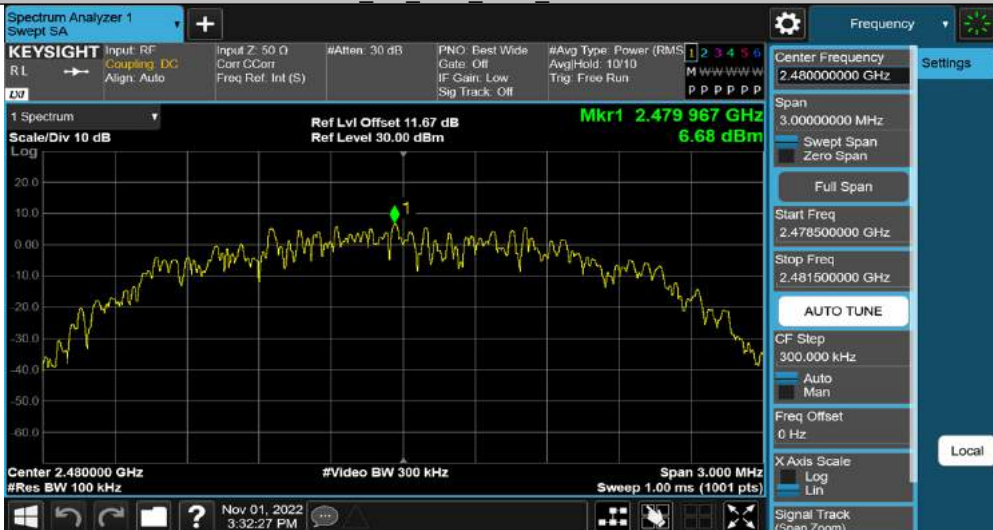 Spectrum Analyzer 1
Swept SA
Frequency
KEYSIGHT
RL
LXI
Input: RF
Coupling: DC
Align: Auto
Input Z: 50 Ω
Corr CCorr
Freq Ref: Int (S)
#Atten: 30 dB
PNO: Best Wide
Gate: Off
IF Gain: Low
Sig Track: Off
#Avg Type: Power (RMS
Avg|Hold: 10/10
Trig: Free Run
1 2 3 4 5 6
M W W W W W
P P P P P P
1 Spectrum
Scale/Div 10 dB
Log
Ref Lvl Offset 11.67 dB
Ref Level 30.00 dBm
Mkr1 2.479 967 GHz
6.68 dBm
20.0
10.0
0.00
-10.0
-20.0
-30.0
-40.0
-50.0
-60.0
1
Center 2.480000 GHz
#Res BW 100 kHz
#Video BW 300 kHz
Span 3.000 MHz
Sweep 1.00 ms (1001 pts)
Nov 01, 2022
3:32:27 PM
Center Frequency
2.480000000 GHz
Span
3.00000000 MHz
Swept Span
Zero Span
Full Span
Start Freq
2.478500000 GHz
Stop Freq
2.481500000 GHz
AUTO TUNE
CF Step
300.000 kHz
Auto
Man
Freq Offset
0 Hz
X Axis Scale
Log
Lin
Signal Track
(Span Zoom)
Settings
Local